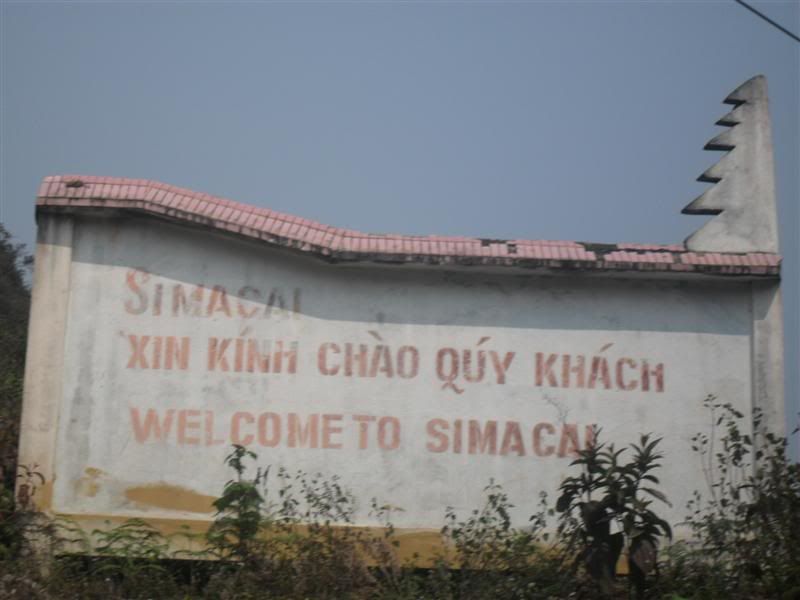 SIMACAI
XIN KÍNH CHÀO QUÝ KHÁCH
WELCOME TO SIMACAI